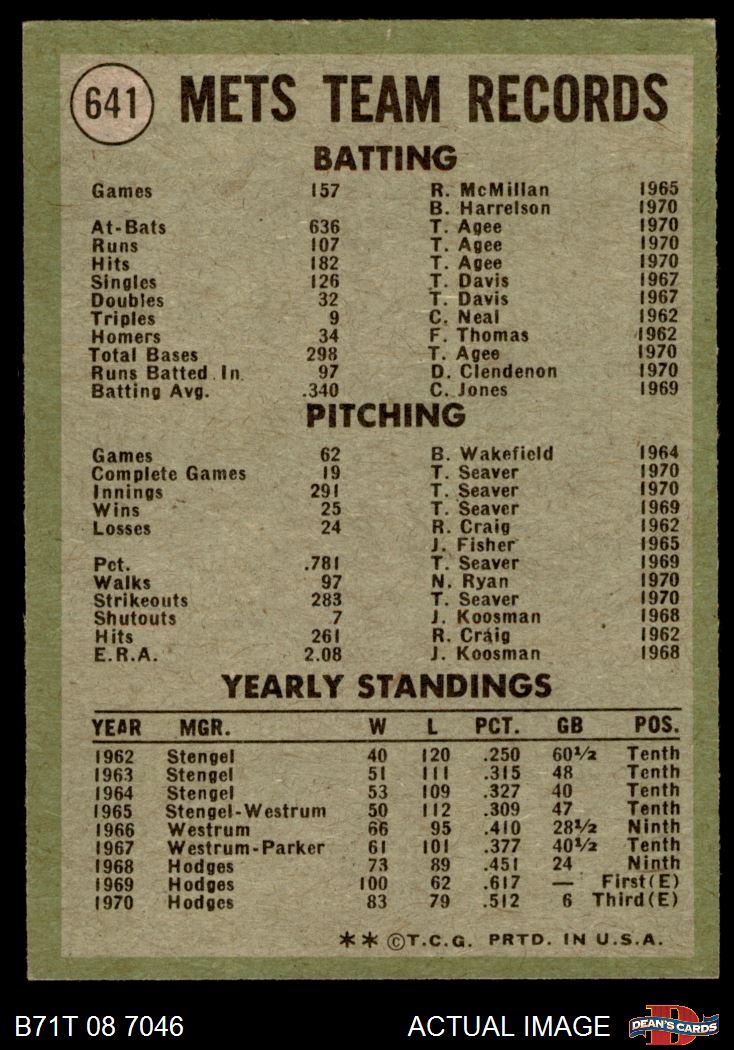 641 METS TEAM RECORDS
BATTING
Games 157 R. McMillan 1965
B. Harrelson 1970
At-Bats 636 T. Agee 1970
Runs 107 T. Agee 1970
Hits 182 T. Agee 1970
Singles 126 T. Davis 1967
Doubles 32 T. Davis 1967
Triples 9 C. Neal 1962
Homers 34 F. Thomas 1962
Total Bases 298 T. Agee 1970
Runs Batted In 97 D. Clendenon 1970
Batting Avg. .340 C. Jones 1969
PITCHING
Games 62 B. Wakefield 1964
Complete Games 19 T. Seaver 1970
Innings 291 T. Seaver 1970
Wins 25 T. Seaver 1969
Losses 24 R. Craig 1962
J. Fisher 1965
Pct. .781 T. Seaver 1969
Walks 97 N. Ryan 1970
Strikeouts 283 T. Seaver 1970
Shutouts 7 J. Koosman 1968
Hits 261 R. Craig 1962
E.R.A. 2.08 J. Koosman 1968
YEARLY STANDINGS
YEAR MGR. W L PCT. GB POS.
1962 Stengel 40 120 .250 60½ Tenth
1963 Stengel 51 111 .315 48 Tenth
1964 Stengel 53 109 .327 40 Tenth
1965 Stengel-Westrum 50 112 .309 47 Tenth
1966 Westrum 66 95 .410 28½ Ninth
1967 Westrum-Parker 61 101 .377 40½ Tenth
1968 Hodges 73 89 .451 24 Ninth
1969 Hodges 100 62 .617 — First(E)
1970 Hodges 83 79 .512 6 Third(E)
** ©T.C.G. PRTD. IN U.S.A.
B71T 08 7046 ACTUAL IMAGE DEAN'S CARDS